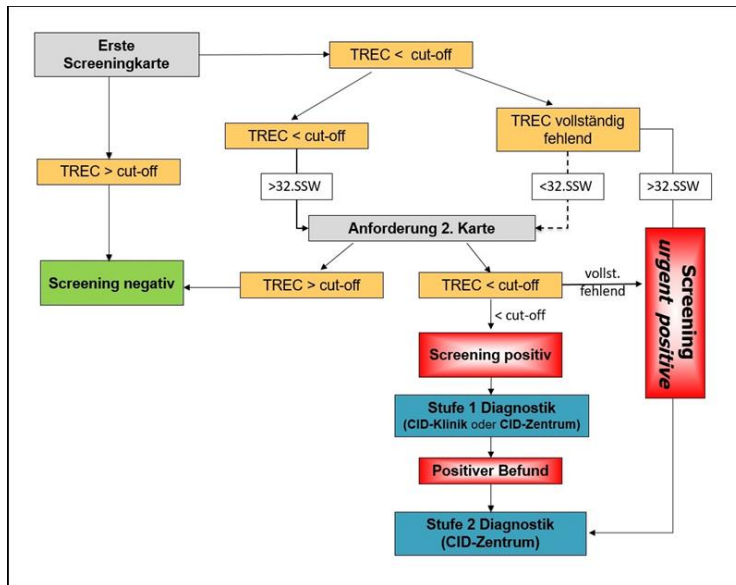 Erste
Screeningkarte
TREC < cut-off
TREC < cut-off
TREC vollständig
fehlend
TREC > cut-off
>32.SSW
<32.SSW
>32.SSW
Anforderung 2. Karte
Screening negativ
TREC > cut-off
TREC < cut-off
vollst.
fehlend
Screening
urgent positive
< cut-off
Screening positiv
Stufe 1 Diagnostik
(CID-Klinik oder CID-Zentrum)
Positiver Befund
Stufe 2 Diagnostik
(CID-Zentrum)